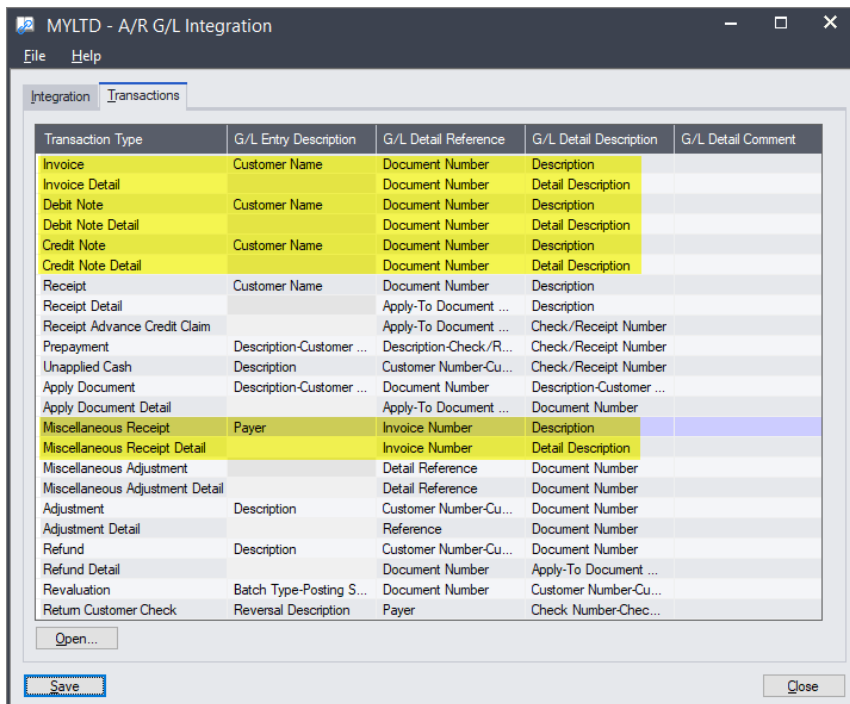 MYLTD - A/R G/L Integration
File Help
Integration Transactions
Transaction Type G/L Entry Description G/L Detail Reference G/L Detail Description G/L Detail Comment
Invoice Customer Name Document Number Description
Invoice Detail Document Number Detail Description
Debit Note Customer Name Document Number Description
Debit Note Detail Document Number Detail Description
Credit Note Customer Name Document Number Description
Credit Note Detail Document Number Detail Description
Receipt Customer Name Document Number Description
Receipt Detail Apply-To Document ... Description
Receipt Advance Credit Claim Apply-To Document ... Check/Receipt Number
Prepayment Description-Customer ... Description-Check/R... Check/Receipt Number
Unapplied Cash Description Customer Number-Cu... Check/Receipt Number
Apply Document Description-Customer ... Document Number Description-Customer ...
Apply Document Detail Apply-To Document ... Document Number
Miscellaneous Receipt Payer Invoice Number Description
Miscellaneous Receipt Detail Invoice Number Detail Description
Miscellaneous Adjustment Detail Reference Document Number
Miscellaneous Adjustment Detail Detail Reference Document Number
Adjustment Description Customer Number-Cu... Document Number
Adjustment Detail Reference Document Number
Refund Description Customer Number-Cu... Document Number
Refund Detail Document Number Apply-To Document ...
Revaluation Batch Type-Posting S... Document Number Customer Number-Cu...
Return Customer Check Reversal Description Payer Check Number-Chec...
Open...
Save Close